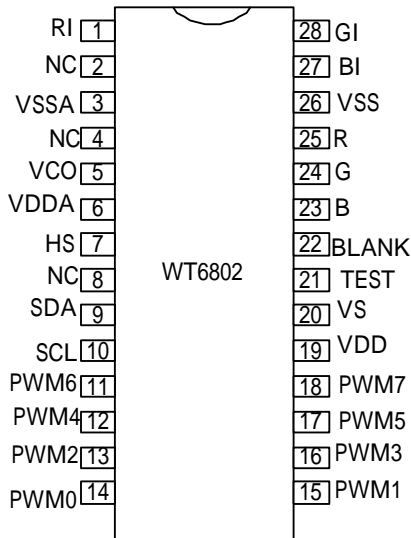 RI 1 28 GI
NC 2 27 BI
VSSA 3 26 VSS
NC 4 25 R
VCO 5 24 G
VDDA 6 23 B
HS 7 22 BLANK
NC 8 WT6802 21 TEST
SDA 9 20 VS
SCL 10 19 VDD
PWM6 11 18 PWM7
PWM4 12 17 PWM5
PWM2 13 16 PWM3
PWM0 14 15 PWM1